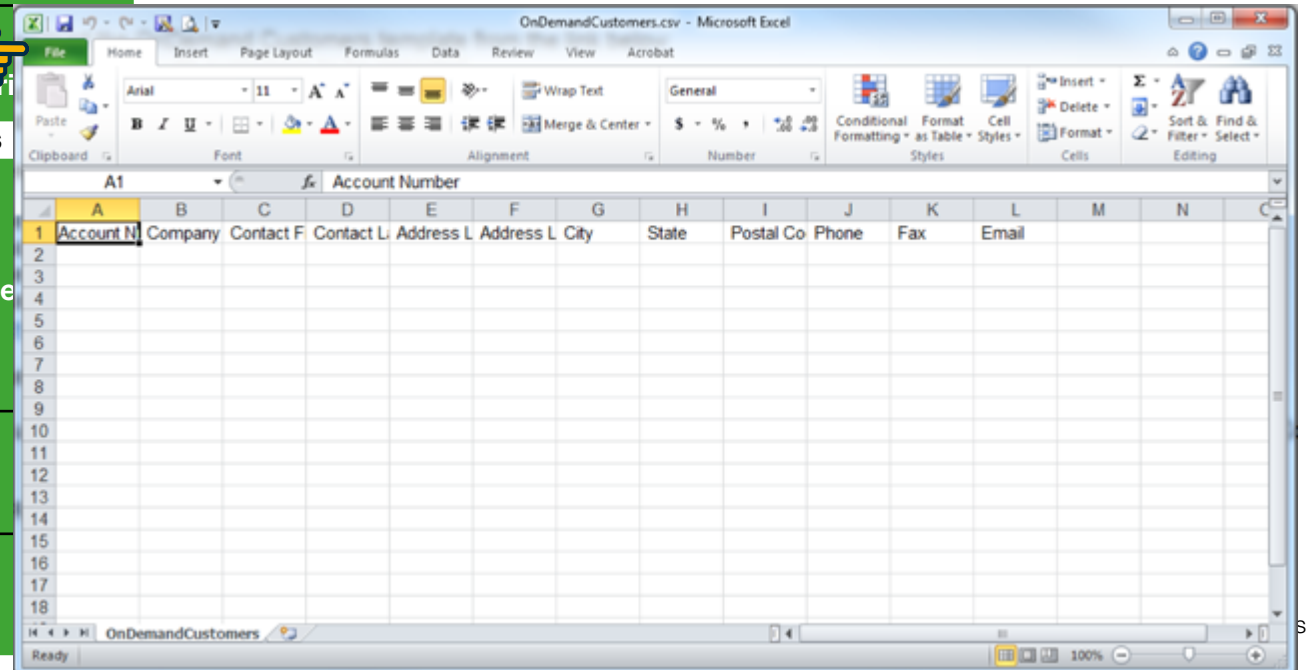 OnDemandCustomers.csv - Microsoft Excel
File Home Insert Page Layout Formulas Data Review View Acrobat
Paste
Arial 11
Wrap Text
General
Insert
Delete
Format
B I U
Merge & Center
$ % ,
Conditional Formatting
Format as Table
Cell Styles
Sort & Filter
Find & Select
Clipboard Font Alignment Number Styles Cells Editing
A1 fx Account Number
A B C D E F G H I J K L M N
1 Account N Company Contact F Contact L Address L Address L City State Postal Co Phone Fax Email
2
3
4
5
6
7
8
9
10
11
12
13
14
15
16
17
18
OnDemandCustomers
Ready 100%